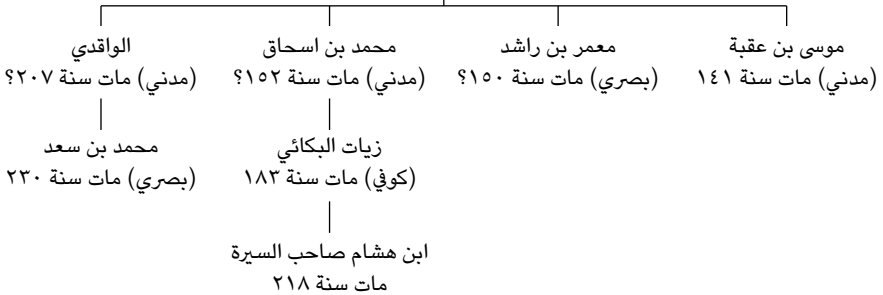 موسى بن عقبة
(مدني) مات سنة ١٤١
معمر بن راشد
(بصري) مات سنة ١٥٠؟
محمد بن اسحاق
(مدني) مات سنة ١٥٢؟
الواقدي
(مدني) مات سنة ٢٠٧؟
زيات البكائي
(كوفي) مات سنة ١٨٣
محمد بن سعد
(بصري) مات سنة ٢٣٠
ابن هشام صاحب السيرة
مات سنة ٢١٨